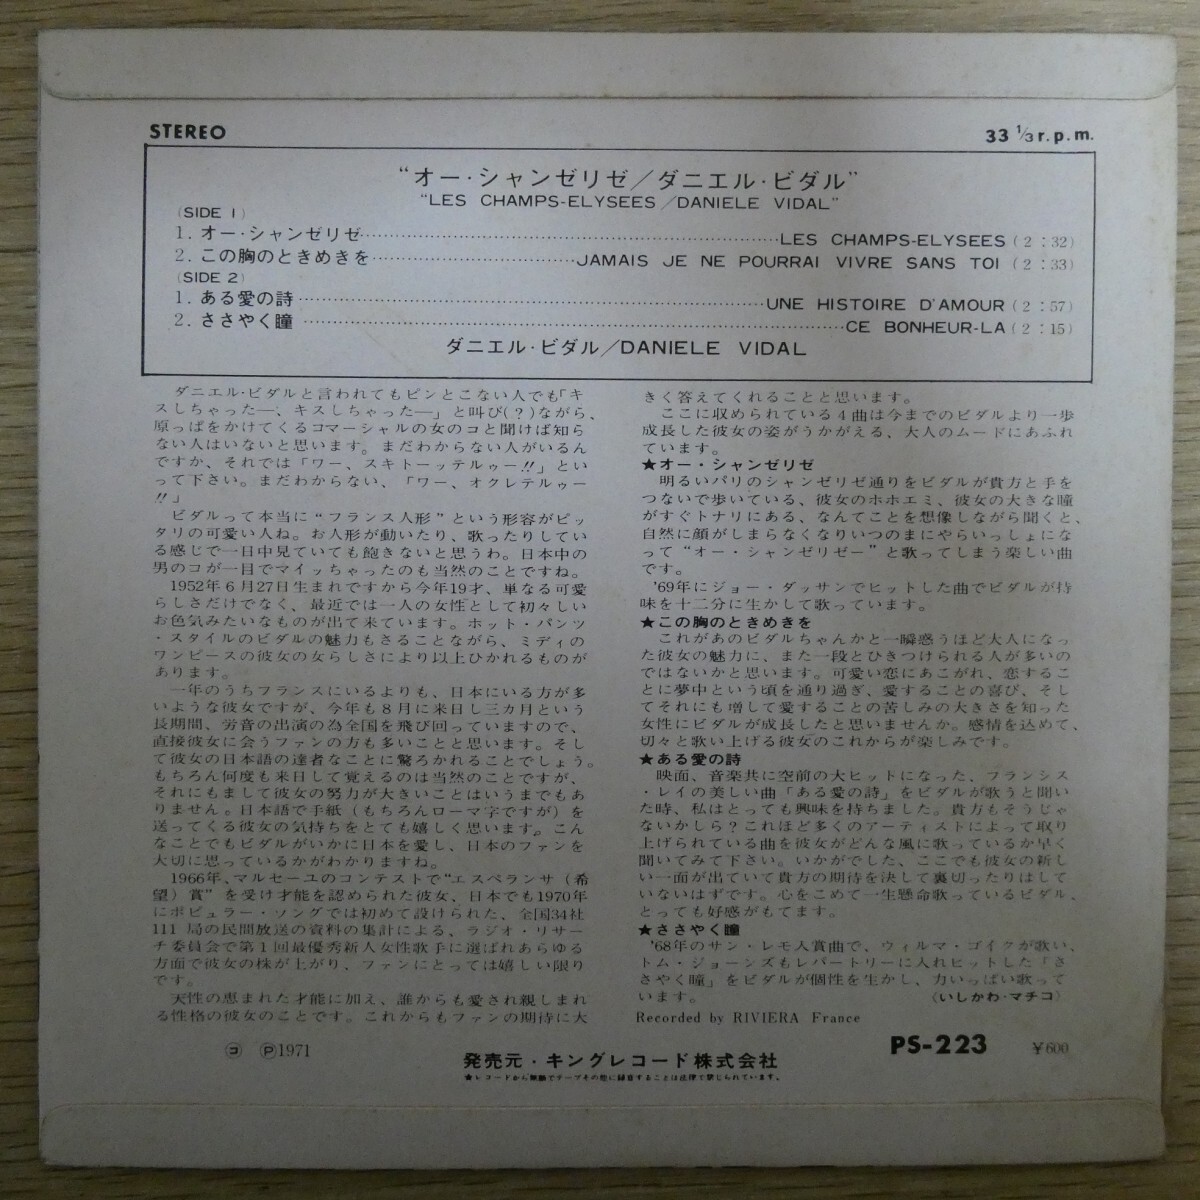 STEREO
33 1/3 r.p.m.
“オー・シャンゼリゼ／ダニエル・ビダル”
“LES CHAMPS-ELYSEES／DANIELE VIDAL”
(SIDE 1)
1. オー・シャンゼリゼ……LES CHAMPS-ELYSEES(2：32)
2. この胸のときめきを……JAMAIS JE NE POURRAI VIVRE SANS TOI(2：33)
(SIDE 2)
1. ある愛の詩……UNE HISTOIRE D'AMOUR(2：57)
2. ささやく瞳……CE BONHEUR-LA(2：15)
ダニエル・ビダル／DANIELE VIDAL
ダニエル・ビダルと言われてもピンとこない人でも「キ
スしちゃった―、キスしちゃった―」と叫び(？)ながら、
原っぱをかけてくるコマーシャルの女のコと聞けば知ら
ない人はいないと思います。まだわからない人がいるん
ですか、それでは「ワー、スキトーッテルゥー!!」とい
って下さい。まだわからない、「ワー、オクレテルゥー
!!」
ビダルって本当に“フランス人形”という形容がピッ
タリの可愛い人ね。お人形が動いたり、歌ったりしてい
る感じで一日中見ていても飽きないと思うわ。日本中の
男のコが一目でマイッちゃったのも当然のことですね。
1952年6月27日生まれですから今年19才、単なる可愛
らしさだけでなく、最近では一人の女性として初々しい
お色気みたいなものが出て来ています。ホット・パンツ
・スタイルのビダルの魅力もさることながら、ミディの
ワンピースの彼女の女らしさにより以上ひかれるものが
あります。
一年のうちフランスにいるよりも、日本にいる方が多
いような彼女ですが、今年も8月に来日し三カ月という
長期間、労音の出演の為全国を飛び回っていますので、
直接彼女に会うファンの方も多いことと思います。そし
て彼女の日本語の達者なことに驚ろかれることでしょう。
もちろん何度も来日して覚えるのは当然のことですが、
それにもまして彼女の努力が大きいことはいうまでもあ
りません。日本語で手紙（もちろんローマ字ですが）を
送ってくる彼女の気持ちをとても嬉しく思います。こん
なことでもビダルがいかに日本を愛し、日本のファンを
大切に思っているかがわかりますね。
1966年、マルセーユのコンテストで“エスペランサ（希
望）賞”を受け才能を認められた彼女、日本でも1970年
にポピュラー・ソングでは初めて設けられた、全国34社
111局の民間放送の資料の集計による、ラジオ・リサー
チ委員会で第1回最優秀新人女性歌手に選ばれあらゆる
方面で彼女の株が上がり、ファンにとっては嬉しい限り
です。
天性の恵まれた才能に加え、誰からも愛され親しまれ
る性格の彼女のことです。これからもファンの期待に大
きく答えてくれることと思います。
ここに収められている4曲は今までのビダルより一歩
成長した彼女の姿がうかがえる、大人のムードにあふれ
ています。
★オー・シャンゼリゼ
明るいパリのシャンゼリゼ通りをビダルが貴方と手を
つないで歩いている、彼女のホホエミ、彼女の大きな瞳
がすぐトナリにある、なんてことを想像しながら聞くと、
自然に顔がしまらなくなりいつのまにやらいっしょにな
って“オー・シャンゼリゼー”と歌ってしまう楽しい曲
です。
'69年にジョー・ダッサンでヒットした曲でビダルが持
味を十二分に生かして歌っています。
★この胸のときめきを
これがあのビダルちゃんかと一瞬惑うほど大人になっ
た彼女の魅力に、また一段とひきつけられる人が多いの
ではないかと思います。可愛い恋にあこがれ、恋するこ
とに夢中という頃を通り過ぎ、愛することの喜び、そし
てそれにも増して愛することの苦しみの大きさを知った
女性にビダルが成長したと思いませんか。感情を込めて、
切々と歌い上げる彼女のこれからが楽しみです。
★ある愛の詩
映画、音楽共に空前の大ヒットになった、フランシス
・レイの美しい曲「ある愛の詩」をビダルが歌うと聞い
た時、私はとっても興味を持ちました。貴方もそうじゃ
ないかしら？これほど多くのアーティストによって取り
上げられている曲を彼女がどんな風に歌っているか早く
聞いてみて下さい。いかがでした、ここでも彼女の新し
い一面が出ていて貴方の期待を決して裏切ったりはして
いないはずです。心をこめて一生懸命歌っているビダル、
とっても好感がもてます。
★ささやく瞳
'68年のサン・レモ入賞曲で、ウィルマ・ゴイクが歌い、
トム・ジョーンズもレパートリーに入れヒットした「さ
さやく瞳」をビダルが個性を生かし、力いっぱい歌って
います。　（いしかわ・マチコ）
Recorded by RIVIERA France
PS-223　¥600
コ Ⓟ1971
発売元・キングレコード株式会社
★レコードから無断でテープその他に録音することは法律で禁じられています。